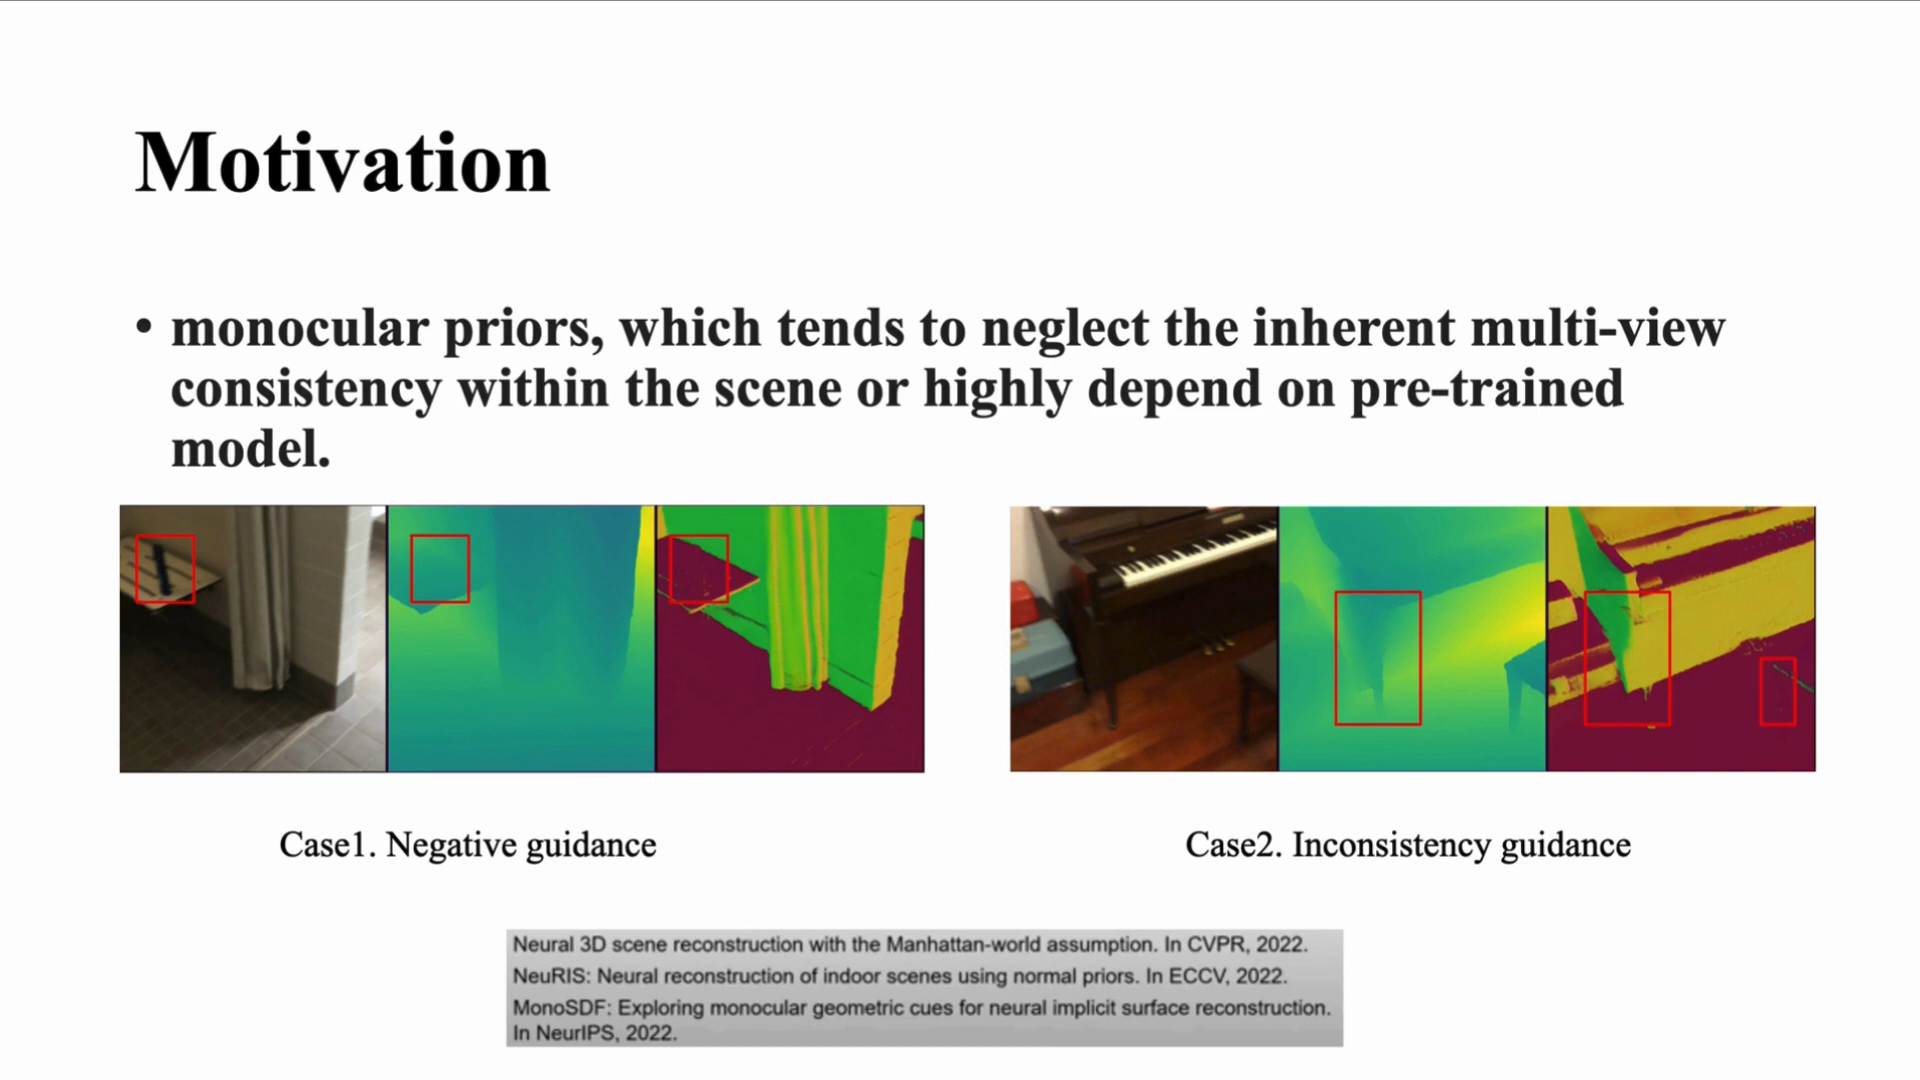 Motivation
• monocular priors, which tends to neglect the inherent multi-view
consistency within the scene or highly depend on pre-trained
model.
Case1. Negative guidance
Case2. Inconsistency guidance
Neural 3D scene reconstruction with the Manhattan-world assumption. In CVPR, 2022.
NeuRIS: Neural reconstruction of indoor scenes using normal priors. In ECCV, 2022.
MonoSDF: Exploring monocular geometric cues for neural implicit surface reconstruction.
In NeurIPS, 2022.